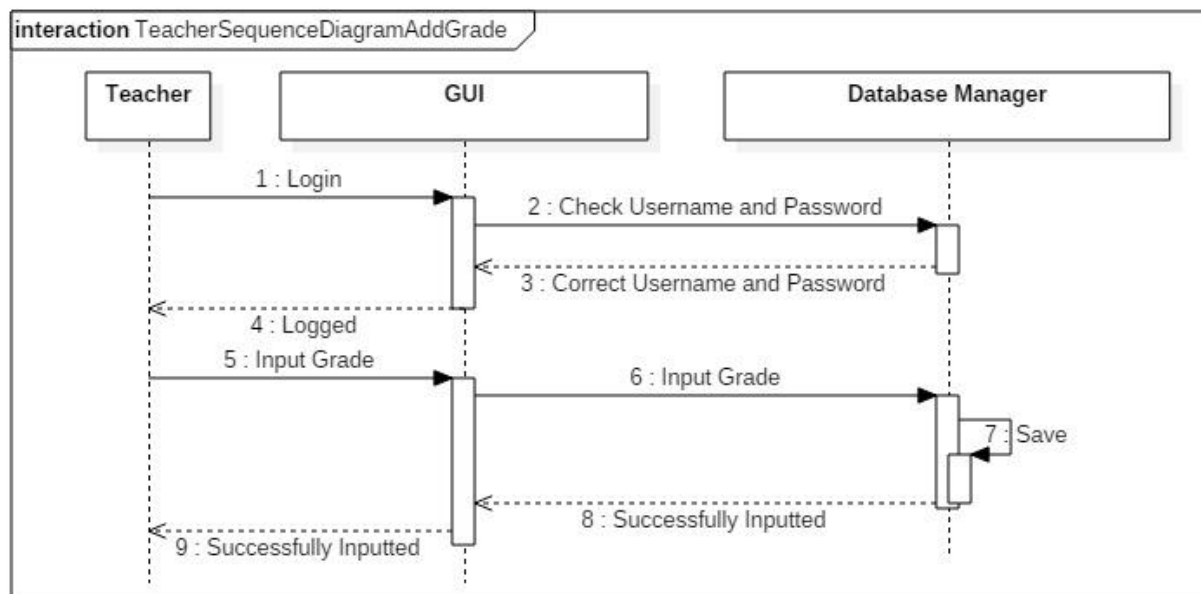 interaction TeacherSequenceDiagramAddGrade
Teacher
GUI
Database Manager
1 : Login
2 : Check Username and Password
3 : Correct Username and Password
4 : Logged
5 : Input Grade
6 : Input Grade
7 : Save
8 : Successfully Inputted
9 : Successfully Inputted